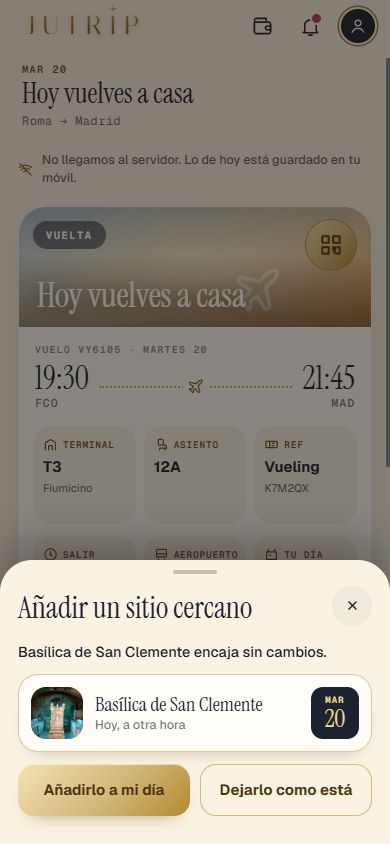 JUTRIP
MAR 20
Hoy vuelves a casa
Roma → Madrid
No llegamos al servidor. Lo de hoy está guardado en tu
móvil.
VUELTA
Hoy vuelves a casa
VUELO VY6105 · MARTES 20
19:30
21:45
FCO
MAD
TERMINAL
T3
Fiumicino
ASIENTO
12A
REF
Vueling
K7M2QX
SALIR
AEROPUERTO
TU DÍA
Añadir un sitio cercano
Basílica de San Clemente encaja sin cambios.
Basílica de San Clemente
Hoy, a otra hora
MAR
20
Añadirlo a mi día
Dejarlo como está